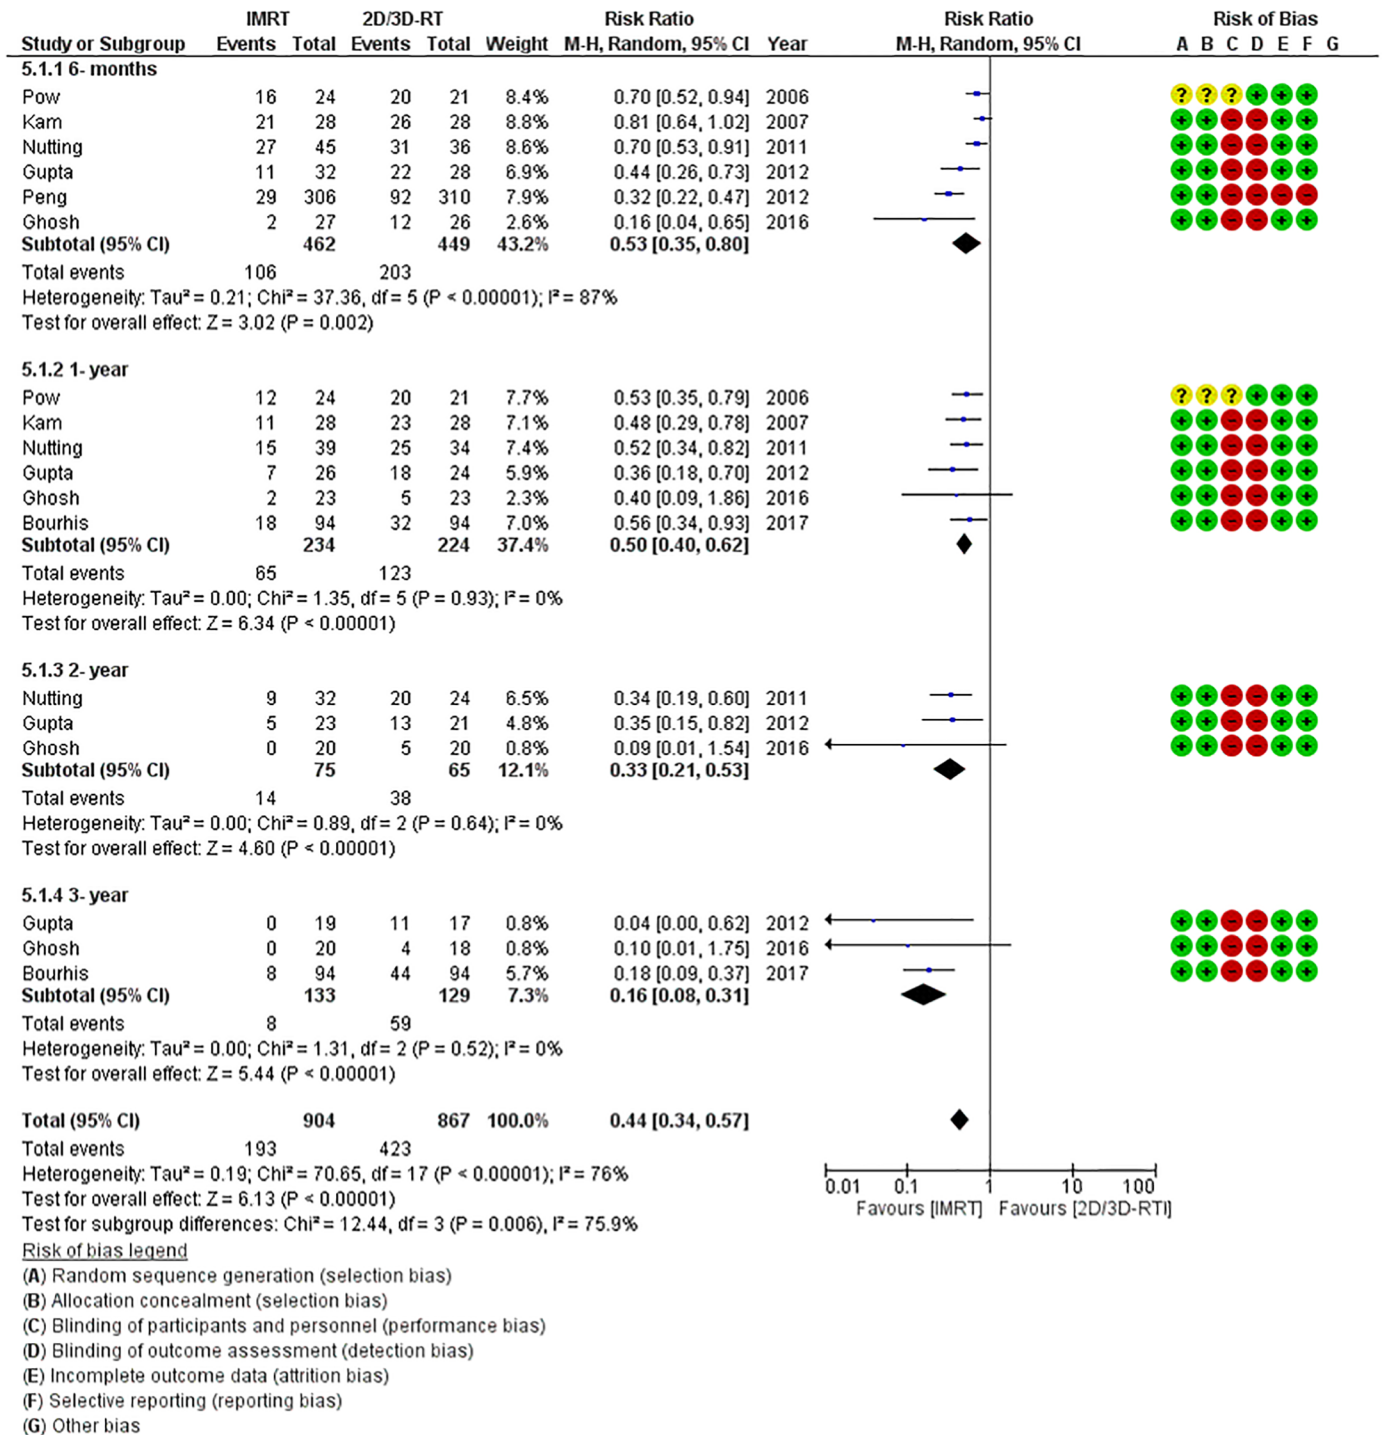 IMRT 2D/3D-RT Risk Ratio Risk Ratio Risk of Bias
Study or Subgroup Events Total Events Total Weight M-H, Random, 95% CI Year M-H, Random, 95% CI A B C D E F G
5.1.1 6- months
Pow 16 24 20 21 8.4% 0.70 [0.52, 0.94] 2006 ? ? ? + + +
Kam 21 28 26 28 8.8% 0.81 [0.64, 1.02] 2007 + + - - + +
Nutting 27 45 31 36 8.6% 0.70 [0.53, 0.91] 2011 + + - - + +
Gupta 11 32 22 28 6.9% 0.44 [0.26, 0.73] 2012 + + - - + +
Peng 29 306 92 310 7.9% 0.32 [0.22, 0.47] 2012 + + - - - -
Ghosh 2 27 12 26 2.6% 0.16 [0.04, 0.65] 2016 + + - - + +
Subtotal (95% CI) 462 449 43.2% 0.53 [0.35, 0.80]
Total events 106 203
Heterogeneity: Tau² = 0.21; Chi² = 37.36, df = 5 (P < 0.00001); I² = 87%
Test for overall effect: Z = 3.02 (P = 0.002)
5.1.2 1- year
Pow 12 24 20 21 7.7% 0.53 [0.35, 0.79] 2006 ? ? ? + + +
Kam 11 28 23 28 7.1% 0.48 [0.29, 0.78] 2007 + + - - + +
Nutting 15 39 25 34 7.4% 0.52 [0.34, 0.82] 2011 + + - - + +
Gupta 7 26 18 24 5.9% 0.36 [0.18, 0.70] 2012 + + - - + +
Ghosh 2 23 5 23 2.3% 0.40 [0.09, 1.86] 2016 + + - - + +
Bourhis 18 94 32 94 7.0% 0.56 [0.34, 0.93] 2017 + + - - + +
Subtotal (95% CI) 234 224 37.4% 0.50 [0.40, 0.62]
Total events 65 123
Heterogeneity: Tau² = 0.00; Chi² = 1.35, df = 5 (P = 0.93); I² = 0%
Test for overall effect: Z = 6.34 (P < 0.00001)
5.1.3 2- year
Nutting 9 32 20 24 6.5% 0.34 [0.19, 0.60] 2011 + + - - + +
Gupta 5 23 13 21 4.8% 0.35 [0.15, 0.82] 2012 + + - - + +
Ghosh 0 20 5 20 0.8% 0.09 [0.01, 1.54] 2016 + + - - + +
Subtotal (95% CI) 75 65 12.1% 0.33 [0.21, 0.53]
Total events 14 38
Heterogeneity: Tau² = 0.00; Chi² = 0.89, df = 2 (P = 0.64); I² = 0%
Test for overall effect: Z = 4.60 (P < 0.00001)
5.1.4 3- year
Gupta 0 19 11 17 0.8% 0.04 [0.00, 0.62] 2012 + + - - + +
Ghosh 0 20 4 18 0.8% 0.10 [0.01, 1.75] 2016 + + - - + +
Bourhis 8 94 44 94 5.7% 0.18 [0.09, 0.37] 2017 + + - - + +
Subtotal (95% CI) 133 129 7.3% 0.16 [0.08, 0.31]
Total events 8 59
Heterogeneity: Tau² = 0.00; Chi² = 1.31, df = 2 (P = 0.52); I² = 0%
Test for overall effect: Z = 5.44 (P < 0.00001)
Total (95% CI) 904 867 100.0% 0.44 [0.34, 0.57]
Total events 193 423
Heterogeneity: Tau² = 0.19; Chi² = 70.65, df = 17 (P < 0.00001); I² = 76%
Test for overall effect: Z = 6.13 (P < 0.00001)
Test for subgroup differences: Chi² = 12.44, df = 3 (P = 0.006), I² = 75.9%
0.01 0.1 1 10 100
Favours [IMRT] Favours [2D/3D-RTI]
Risk of bias legend
(A) Random sequence generation (selection bias)
(B) Allocation concealment (selection bias)
(C) Blinding of participants and personnel (performance bias)
(D) Blinding of outcome assessment (detection bias)
(E) Incomplete outcome data (attrition bias)
(F) Selective reporting (reporting bias)
(G) Other bias